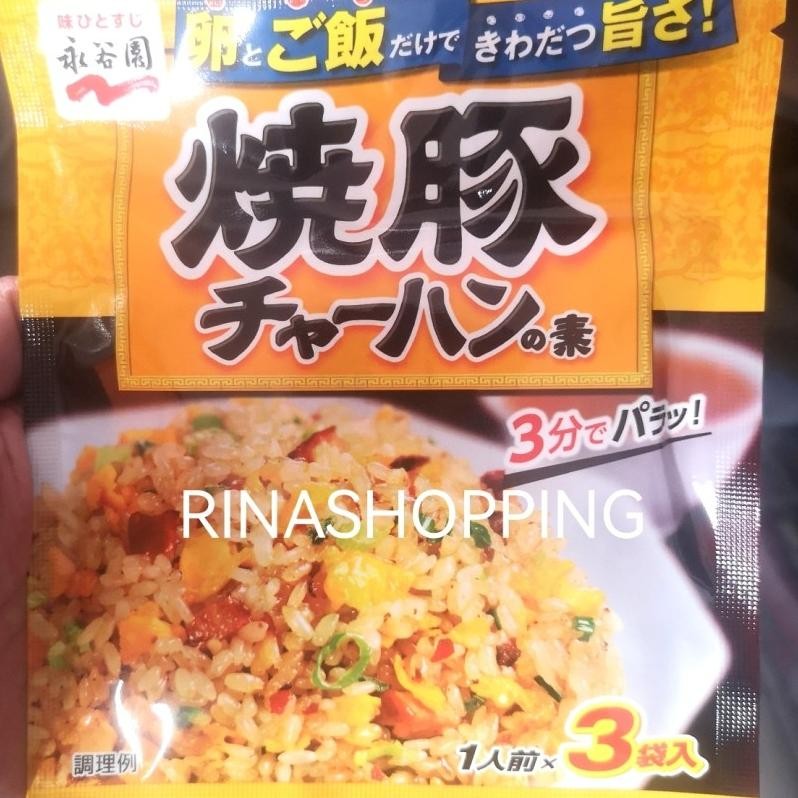 味ひとすじ
永谷園
卵とご飯だけできわだつ旨さ!
焼豚
チャーハンの素
3分でパラッ!
RINASHOPPING
調理例
1人前×3袋入